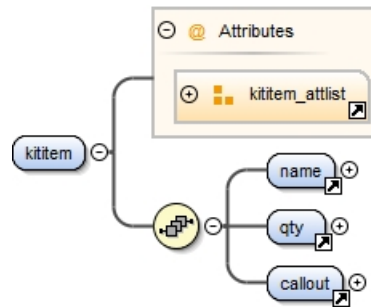 @ Attributes
kititem_attlist
kititem
name
qty
callout